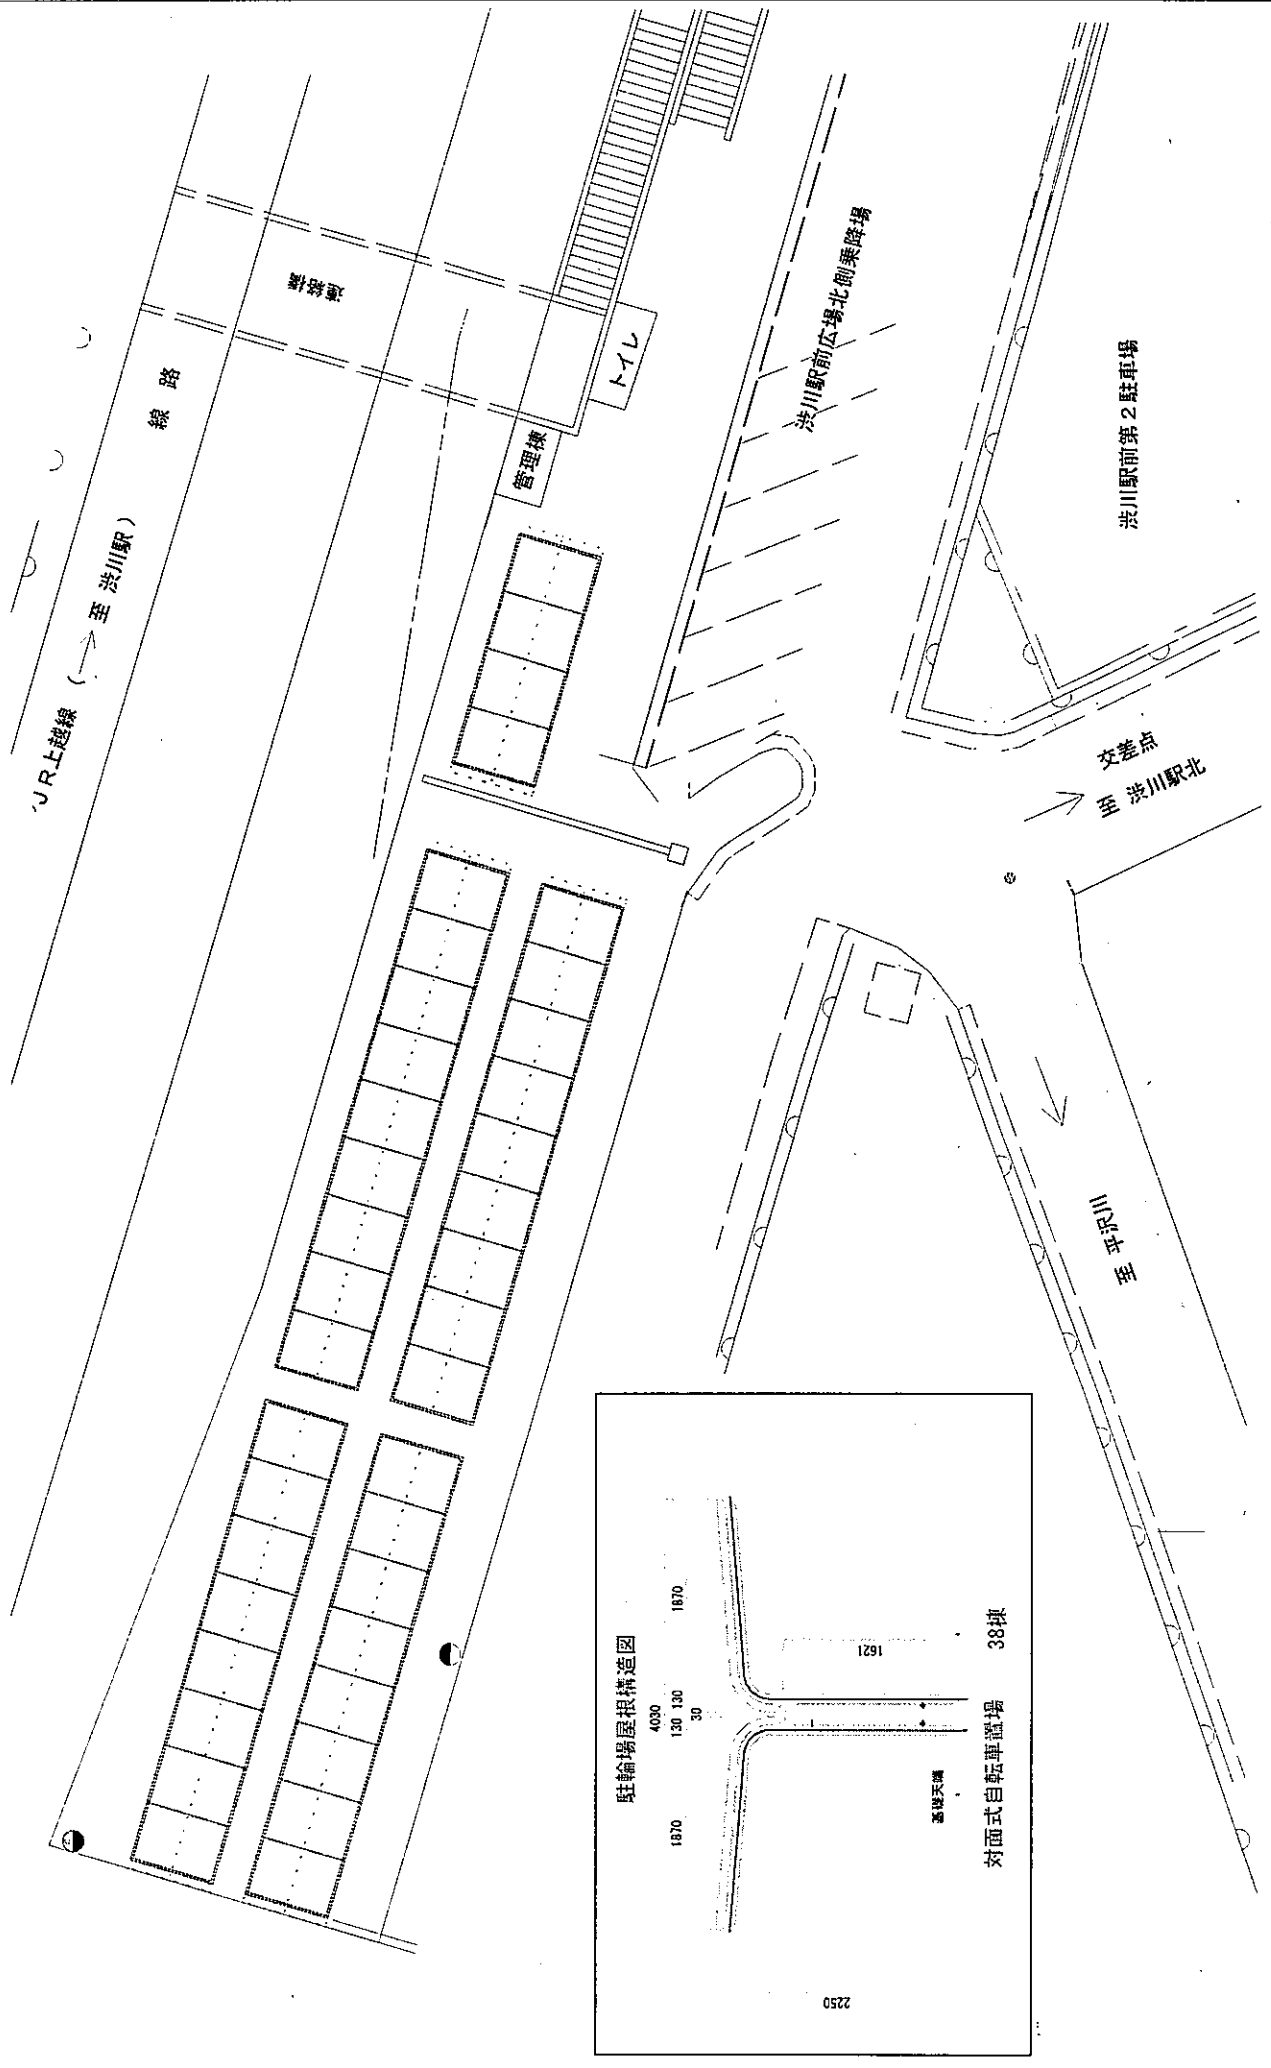 連絡橋
線　路
JR上越線 (→ 至 渋川駅)
トイレ
管理棟
渋川駅前広場北側乗降場
渋川駅前第2駐車場
交差点
至 渋川駅北
至 平沢川
駐輪場屋根構造図
4030
1870
130
130
1870
30
1621
2250
基礎天端
対面式自転車置場
38棟